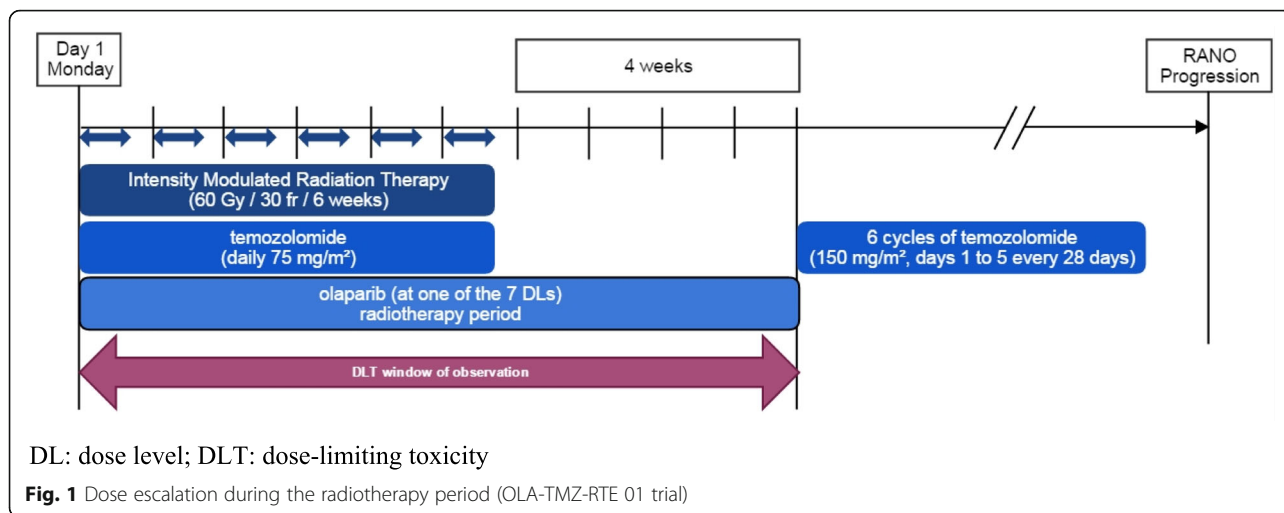 Day 1
Monday
4 weeks
RANO
Progression
Intensity Modulated Radiation Therapy
(60 Gy / 30 fr / 6 weeks)
temozolomide
(daily 75 mg/m²)
6 cycles of temozolomide
(150 mg/m², days 1 to 5 every 28 days)
olaparib (at one of the 7 DLs)
radiotherapy period
DLT window of observation
DL: dose level; DLT: dose-limiting toxicity
Fig. 1 Dose escalation during the radiotherapy period (OLA-TMZ-RTE 01 trial)